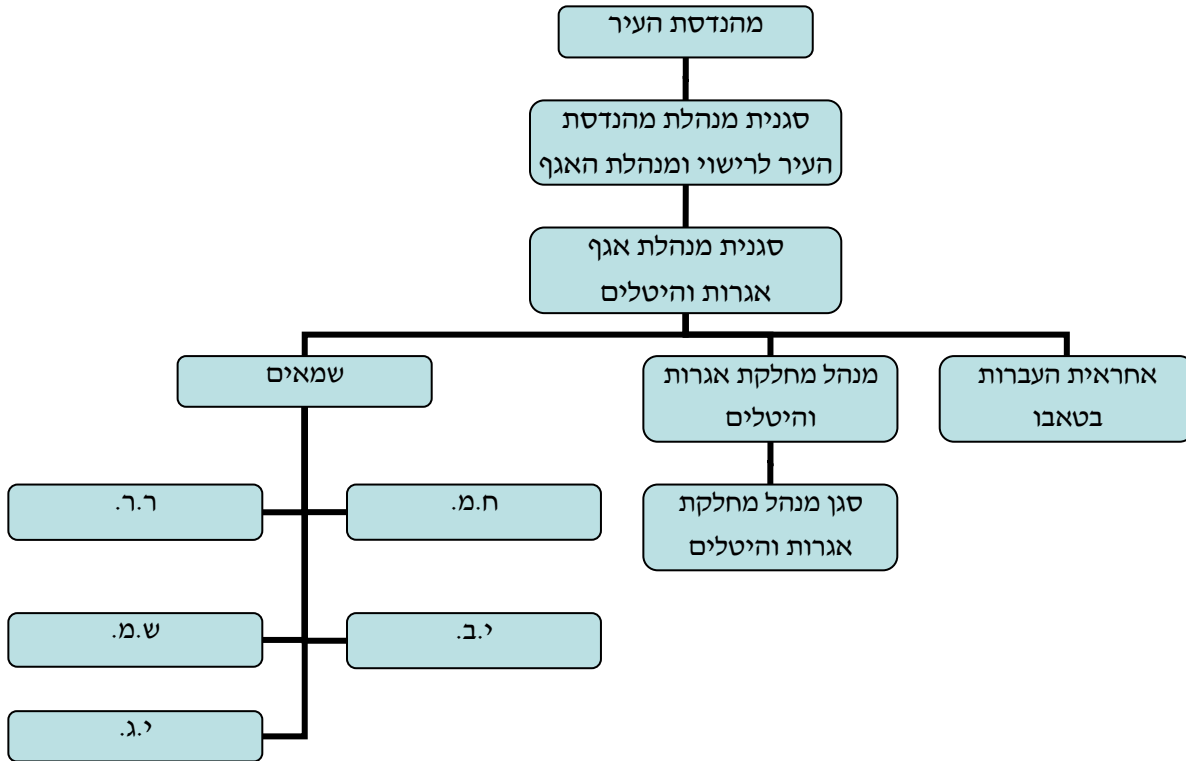 מהנדסת העיר
סגנית מנהלת מהנדסת
העיר לרישוי ומנהלת האגף
סגנית מנהלת אגף
אגרות והיטלים
אחראית העברות
בטאבו
מנהל מחלקת אגרות
והיטלים
שמאים
סגן מנהל מחלקת
אגרות והיטלים
ח.מ.
ר.ר.
י.ב.
ש.מ.
י.ג.